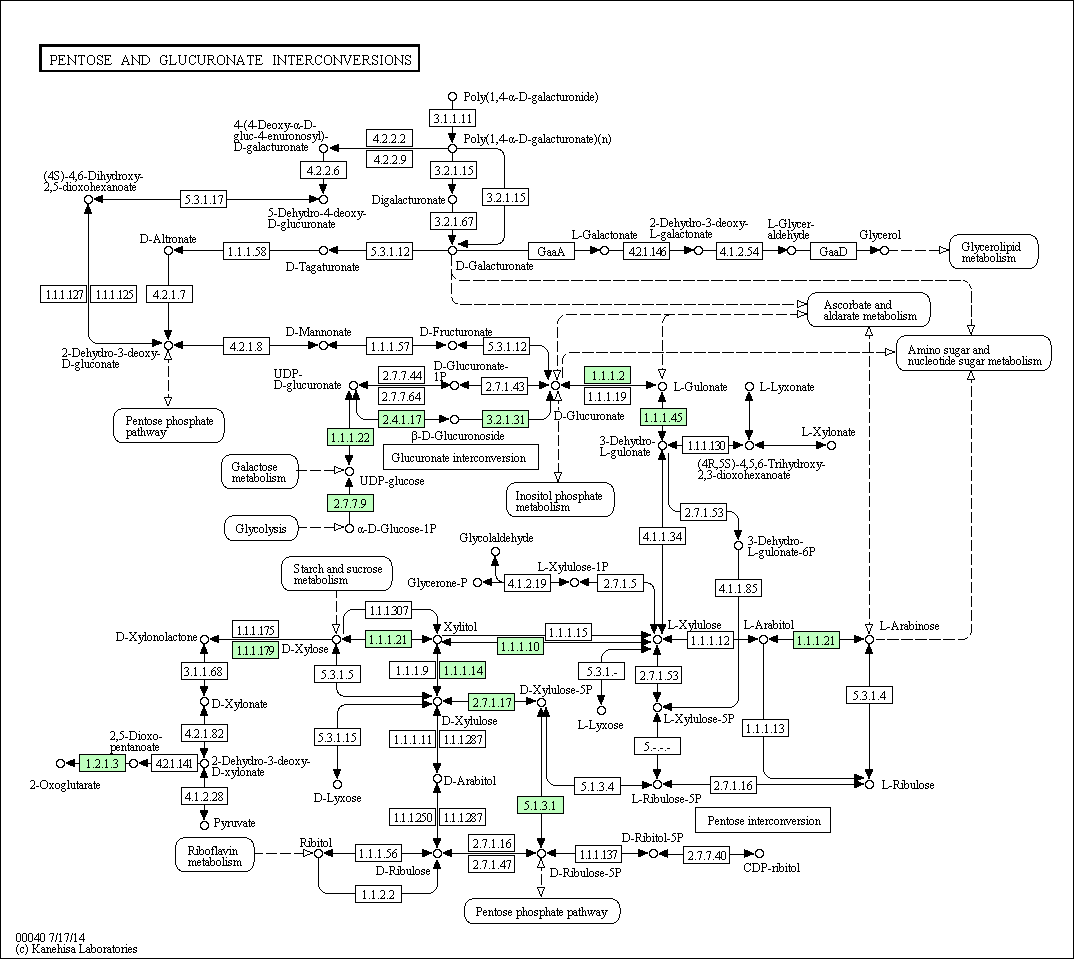 PENTOSE AND GLUCURONATE INTERCONVERSIONS
Poly(1,4-α-D-galacturonide)
3.1.1.11
4-(4-Deoxy-α-D-
gluc-4-enuronosyl)-
D-galacturonate
4.2.2.2
4.2.2.9
Poly(1,4-α-D-galacturonate)(n)
4.2.2.6
3.2.1.15
3.2.1.15
(4S)-4,6-Dihydroxy-
2,5-dioxohexanoate
5.3.1.17
5-Dehydro-4-deoxy-
D-glucuronate
Digalacturonate
3.2.1.67
D-Altronate
1.1.1.58
D-Tagaturonate
5.3.1.12
D-Galacturonate
GaaA
L-Galactonate
4.2.1.146
2-Dehydro-3-deoxy-
L-galactonate
4.1.2.54
L-Glycer-
aldehyde
GaaD
Glycerol
Glycerolipid
metabolism
1.1.1.127
1.1.1.125
4.2.1.7
Ascorbate and
aldarate metabolism
2-Dehydro-3-deoxy-
D-gluconate
4.2.1.8
D-Mannonate
1.1.1.57
D-Fructuronate
5.3.1.12
Amino sugar and
nucleotide sugar metabolism
UDP-
D-glucuronate
2.7.7.44
2.7.7.64
D-Glucuronate-
1P
2.7.1.43
1.1.1.2
1.1.1.19
L-Gulonate
L-Lyxonate
Pentose phosphate
pathway
2.4.1.17
3.2.1.31
D-Glucuronate
β-D-Glucuronoside
1.1.1.22
1.1.1.45
3-Dehydro-
L-gulonate
1.1.1.130
L-Xylonate
(4R,5S)-4,5,6-Trihydroxy-
2,3-dioxohexanoate
Glucuronate interconversion
Galactose
metabolism
UDP-glucose
Inositol phosphate
metabolism
2.7.7.9
2.7.1.53
Glycolysis
α-D-Glucose-1P
4.1.1.34
3-Dehydro-
L-gulonate-6P
Glycolaldehyde
Starch and sucrose
metabolism
Glycerone-P
4.1.2.19
L-Xylulose-1P
2.7.1.5
4.1.1.85
1.1.1307
D-Xylonolactone
1.1.1.175
1.1.1.179
D-Xylose
1.1.1.21
Xylitol
1.1.1.15
1.1.1.10
L-Xylulose
1.1.1.12
L-Arabitol
1.1.1.21
L-Arabinose
3.1.1.68
5.3.1.5
1.1.1.9
1.1.1.14
5.3.1.-
2.7.1.53
5.3.1.4
D-Xylonate
D-Xylulose
2.7.1.17
D-Xylulose-5P
L-Lyxose
L-Xylulose-5P
1.1.1.13
4.2.1.82
5.3.1.15
1.1.1.11
1.1.1287
5.-.-.-
2,5-Dioxo-
pentanoate
1.2.1.3
4.2.1.141
2-Dehydro-3-deoxy-
D-xylonate
2-Oxoglutarate
D-Lyxose
D-Arabitol
5.3.1.4
L-Ribulose-5P
2.7.1.16
L-Ribulose
4.1.2.28
5.1.3.1
Pyruvate
1.1.1250
1.1.1287
Pentose interconversion
Riboflavin
metabolism
Ribitol
1.1.1.56
D-Ribulose
2.7.1.16
2.7.1.47
D-Ribulose-5P
1.1.1.137
D-Ribitol-5P
2.7.7.40
CDP-ribitol
1.1.2.2
Pentose phosphate pathway
00040 7/17/14
(c) Kanehisa Laboratories